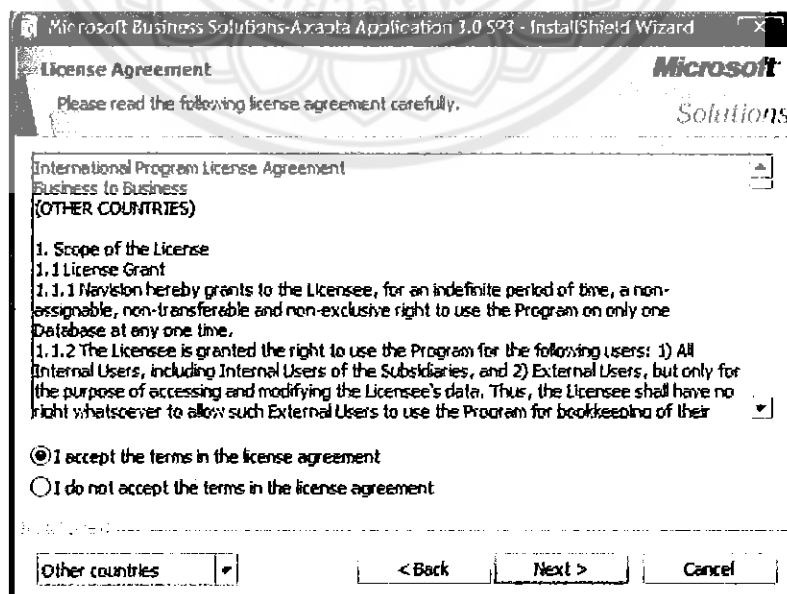 Microsoft Business Solutions-Axapta Application 3.0 SP3 - InstallShield Wizard
License Agreement
Microsoft
Please read the following license agreement carefully.
Solutions
International Program License Agreement
Business to Business
(OTHER COUNTRIES)
1. Scope of the License
1.1 License Grant
1.1.1 Navision hereby grants to the Licensee, for an indefinite period of time, a non-
assignable, non-transferable and non-exclusive right to use the Program on only one
Database at any one time.
1.1.2 The Licensee is granted the right to use the Program for the following users: 1) All
Internal Users, including Internal Users of the Subsidiaries, and 2) External Users, but only for
the purpose of accessing and modifying the Licensee's data. Thus, the Licensee shall have no
right whatsoever to allow such External Users to use the Program for bookkeeping of their
I accept the terms in the license agreement
I do not accept the terms in the license agreement
InstallShield
Other countries
< Back
Next >
Cancel